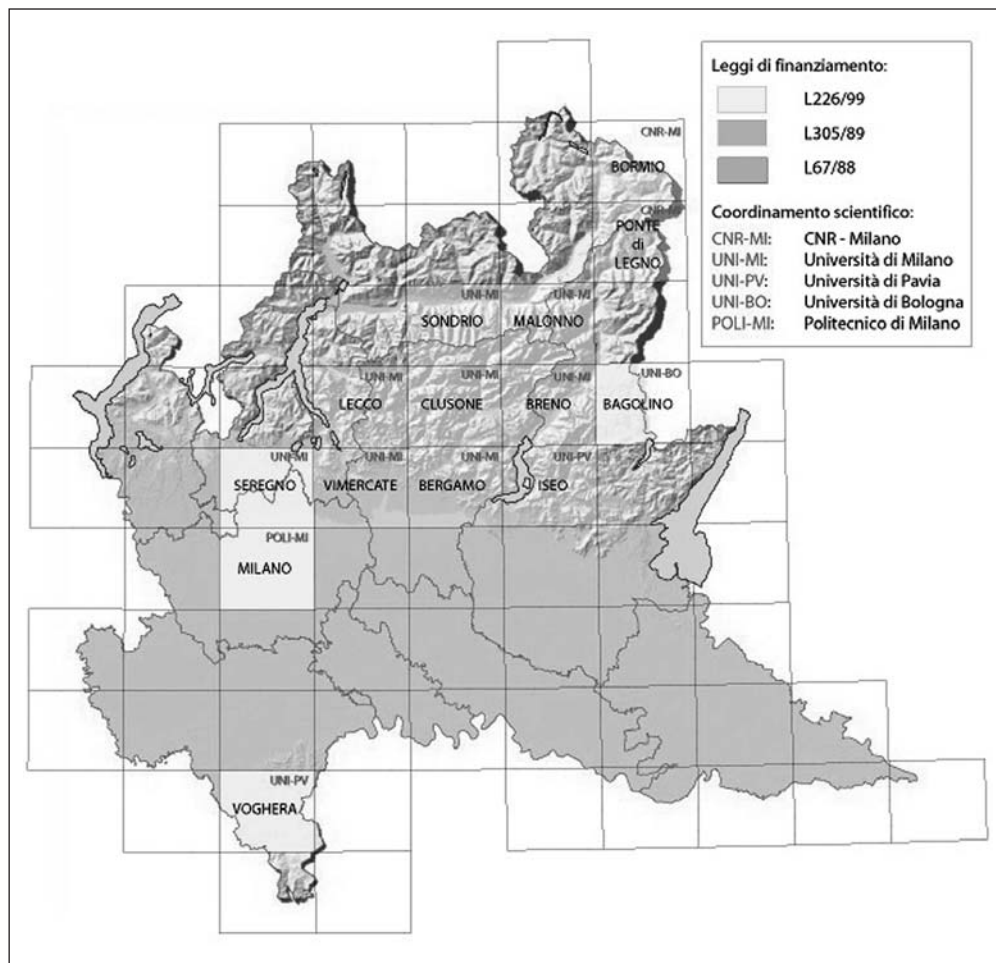 Leggi di finanziamento:
L226/99
L305/89
L67/88
Coordinamento scientifico:
CNR-MI: CNR - Milano
UNI-MI: Università di Milano
UNI-PV: Università di Pavia
UNI-BO: Università di Bologna
POLI-MI: Politecnico di Milano
CNR-MI
BORMIO
CNR-MI
PONTE
di
LEGNO
UNI-MI
SONDRIO
UNI-MI
MALONNO
UNI-MI
LECCO
UNI-MI
CLUSONE
UNI-MI
BRENO
UNI-BO
BAGOLINO
UNI-MI
SEREGNO
UNI-MI
VIMERCATE
UNI-MI
BERGAMO
UNI-PV
ISEO
POLI-MI
MILANO
UNI-PV
VOGHERA